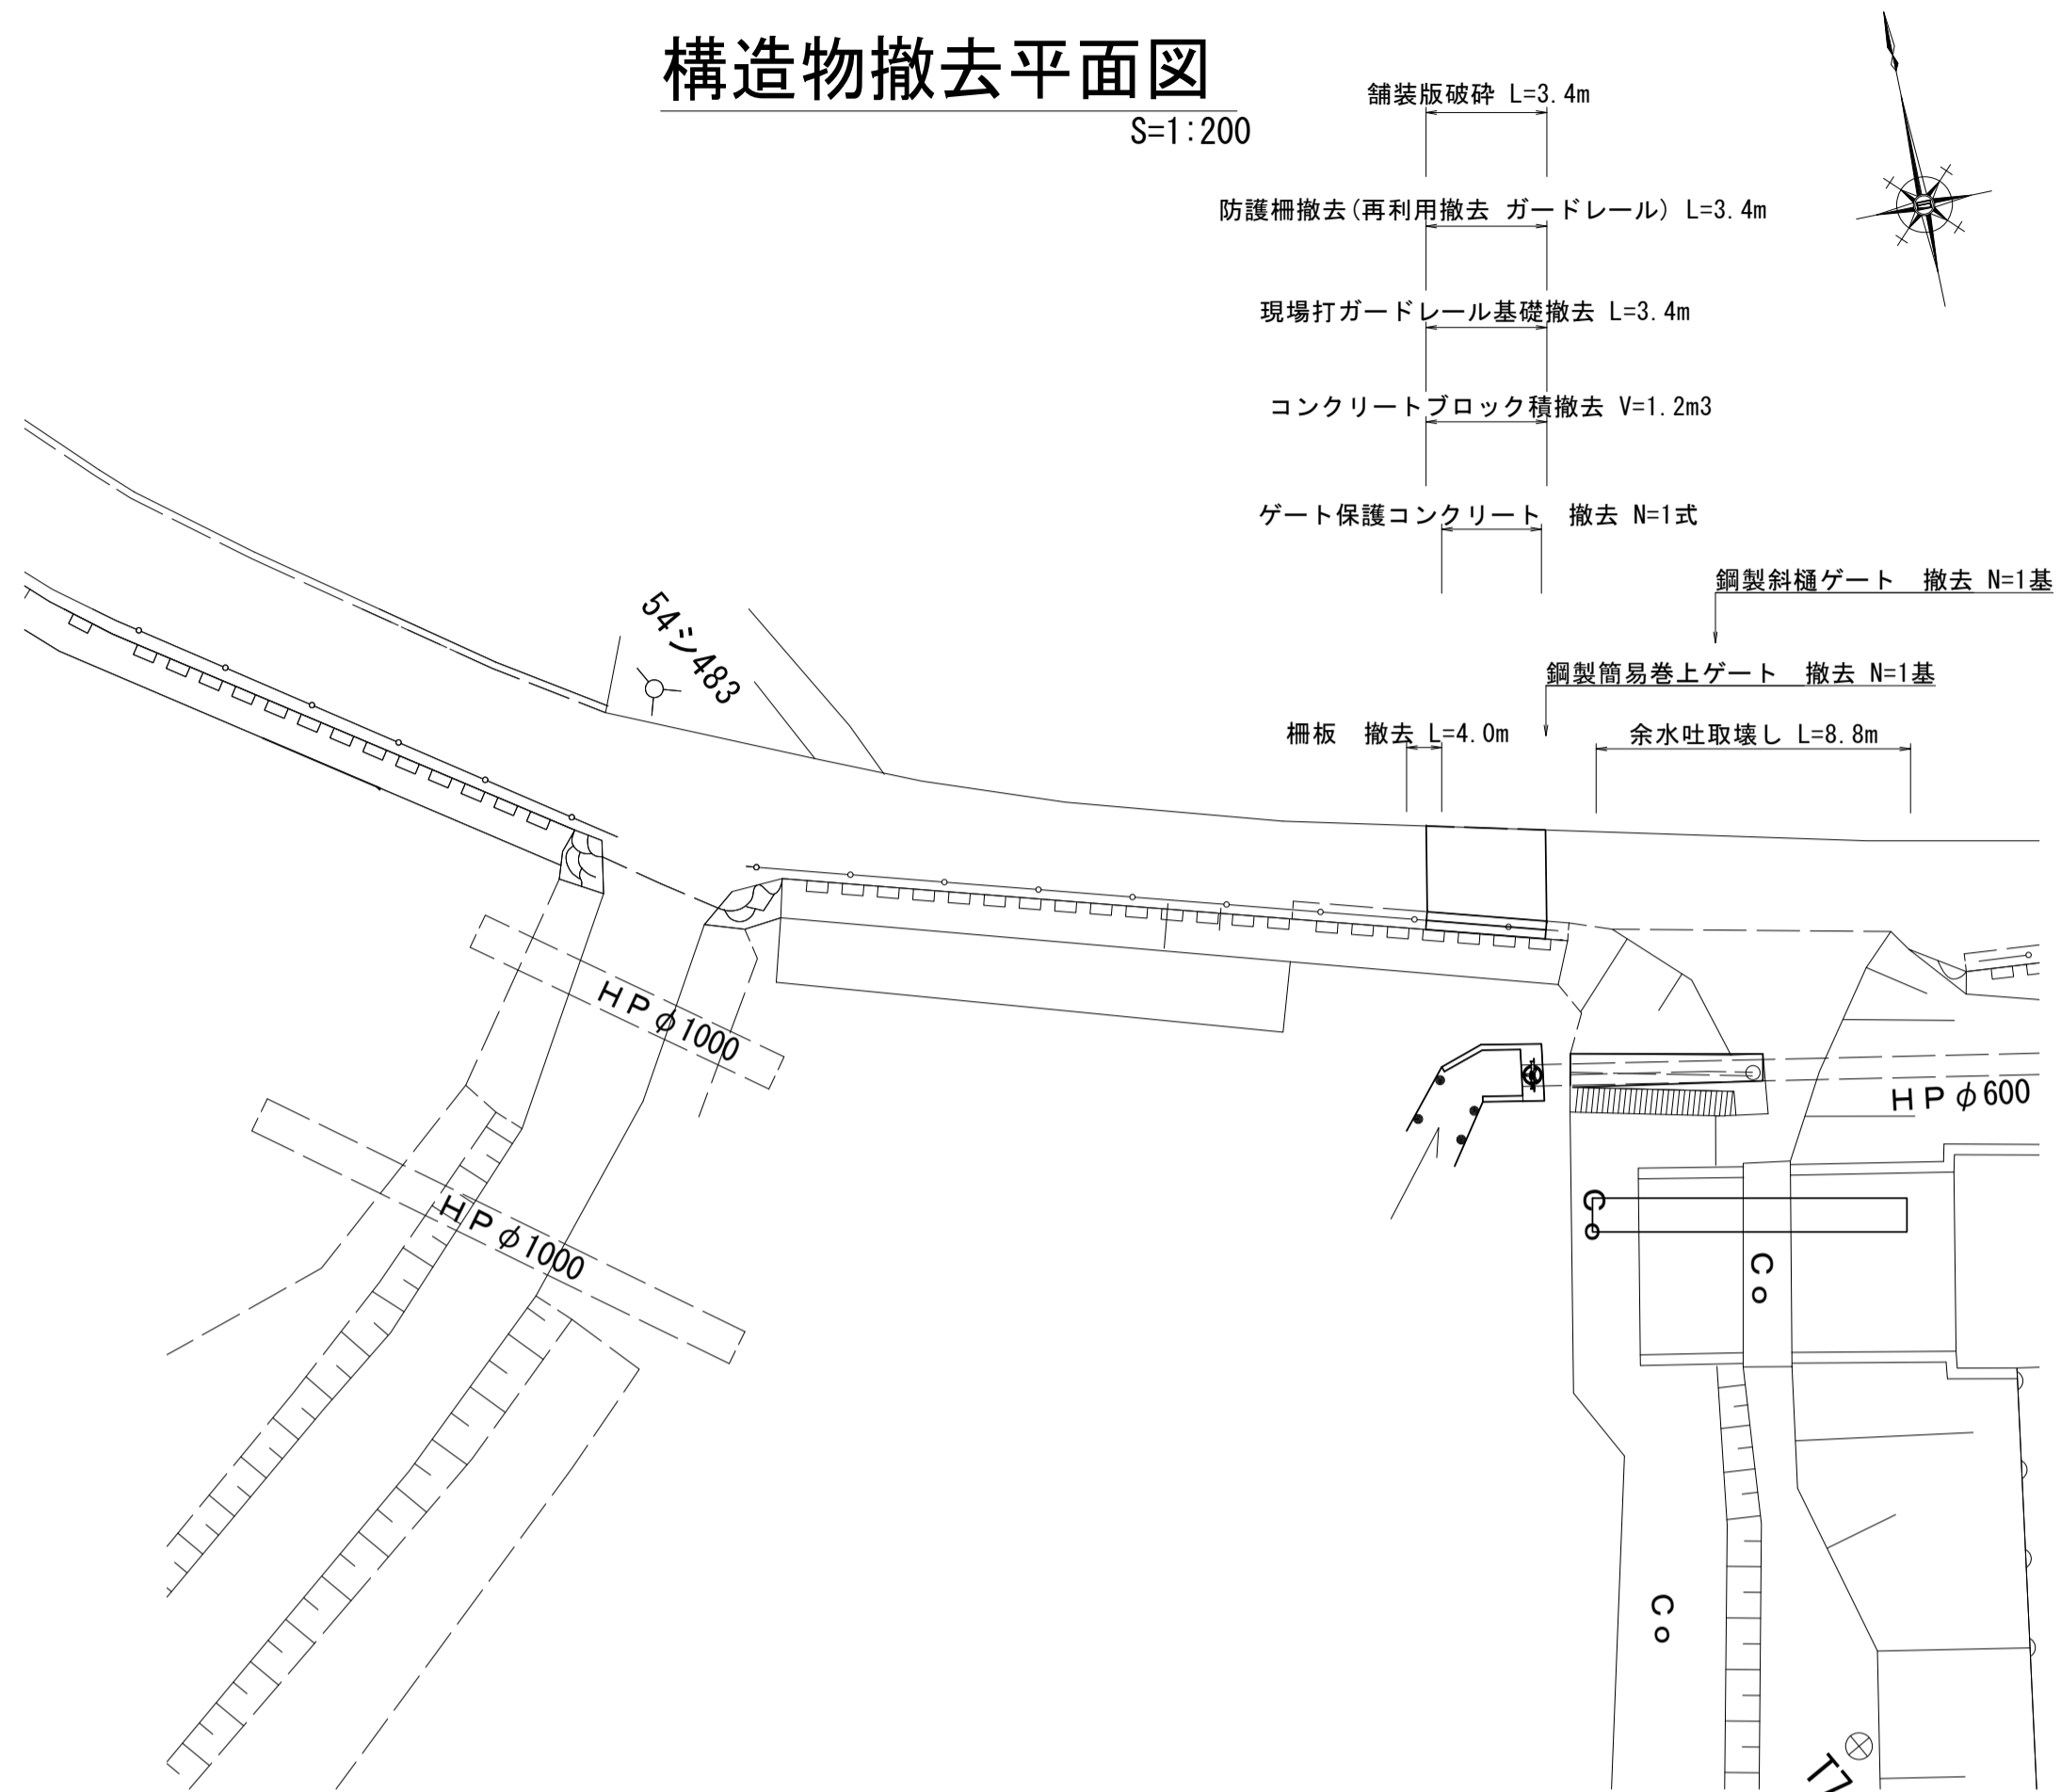 構造物撤去平面図
S=1:200
舗装版破砕 L=3.4m
防護柵撤去(再利用撤去 ガードレール) L=3.4m
現場打ガードレール基礎撤去 L=3.4m
コンクリートブロック積撤去 V=1.2m3
ゲート保護コンクリート 撤去 N=1式
鋼製斜樋ゲート 撤去 N=1基
鋼製簡易巻上ゲート 撤去 N=1基
柵板 撤去 L=4.0m
余水吐取壊し L=8.8m
54シ483
HPφ1000
HPφ600
HPφ1000
Co
Co
Co